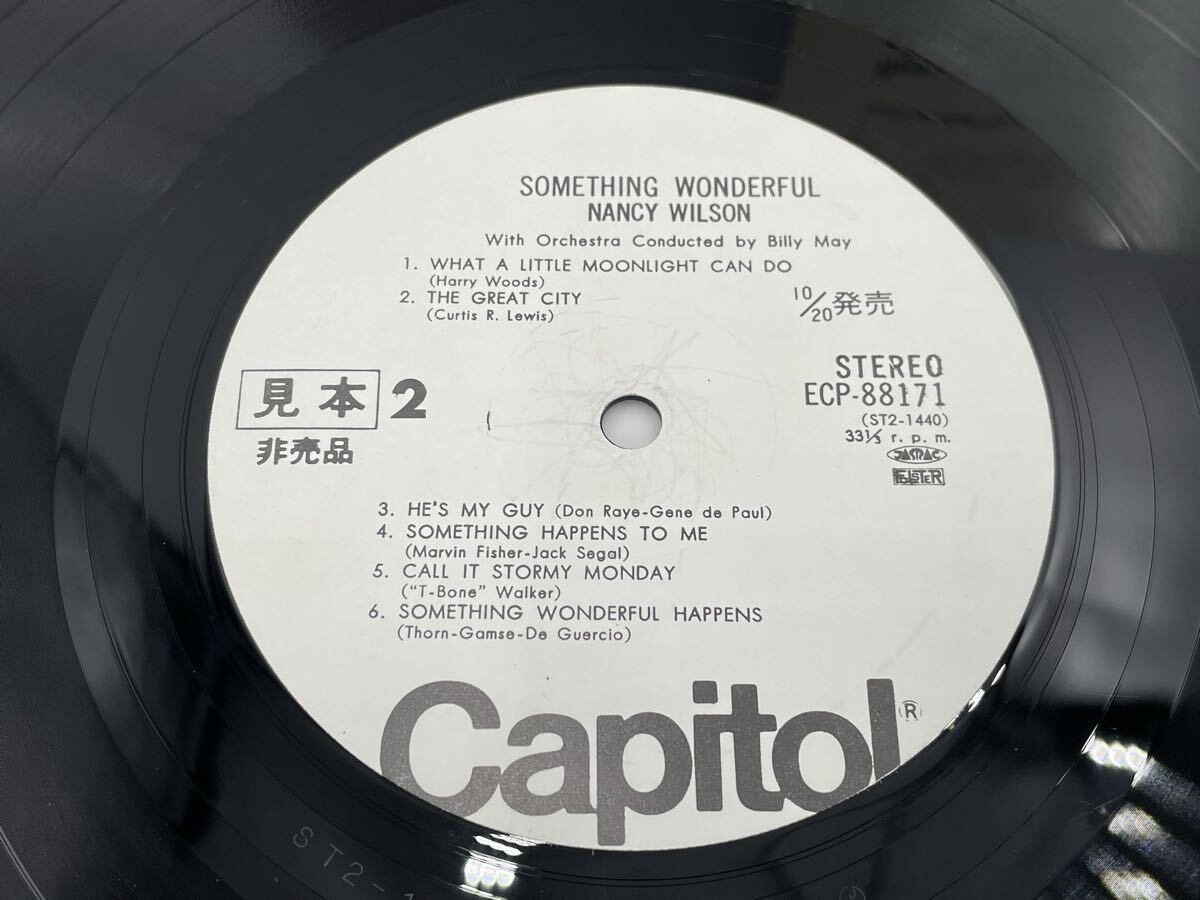 SOMETHING WONDERFUL
NANCY WILSON
With Orchestra Conducted by Billy May
1. WHAT A LITTLE MOONLIGHT CAN DO
(Harry Woods)
2. THE GREAT CITY
(Curtis R. Lewis)
10/20発売
見本 2
非売品
STEREO
ECP-88171
(ST2-1440)
33⅓ r. p. m.
JASRAC
3. HE'S MY GUY (Don Raye-Gene de Paul)
4. SOMETHING HAPPENS TO ME
(Marvin Fisher-Jack Segal)
5. CALL IT STORMY MONDAY
("T-Bone" Walker)
6. SOMETHING WONDERFUL HAPPENS
(Thorn-Gamse-De Guercio)
Capitol ®
ST2-